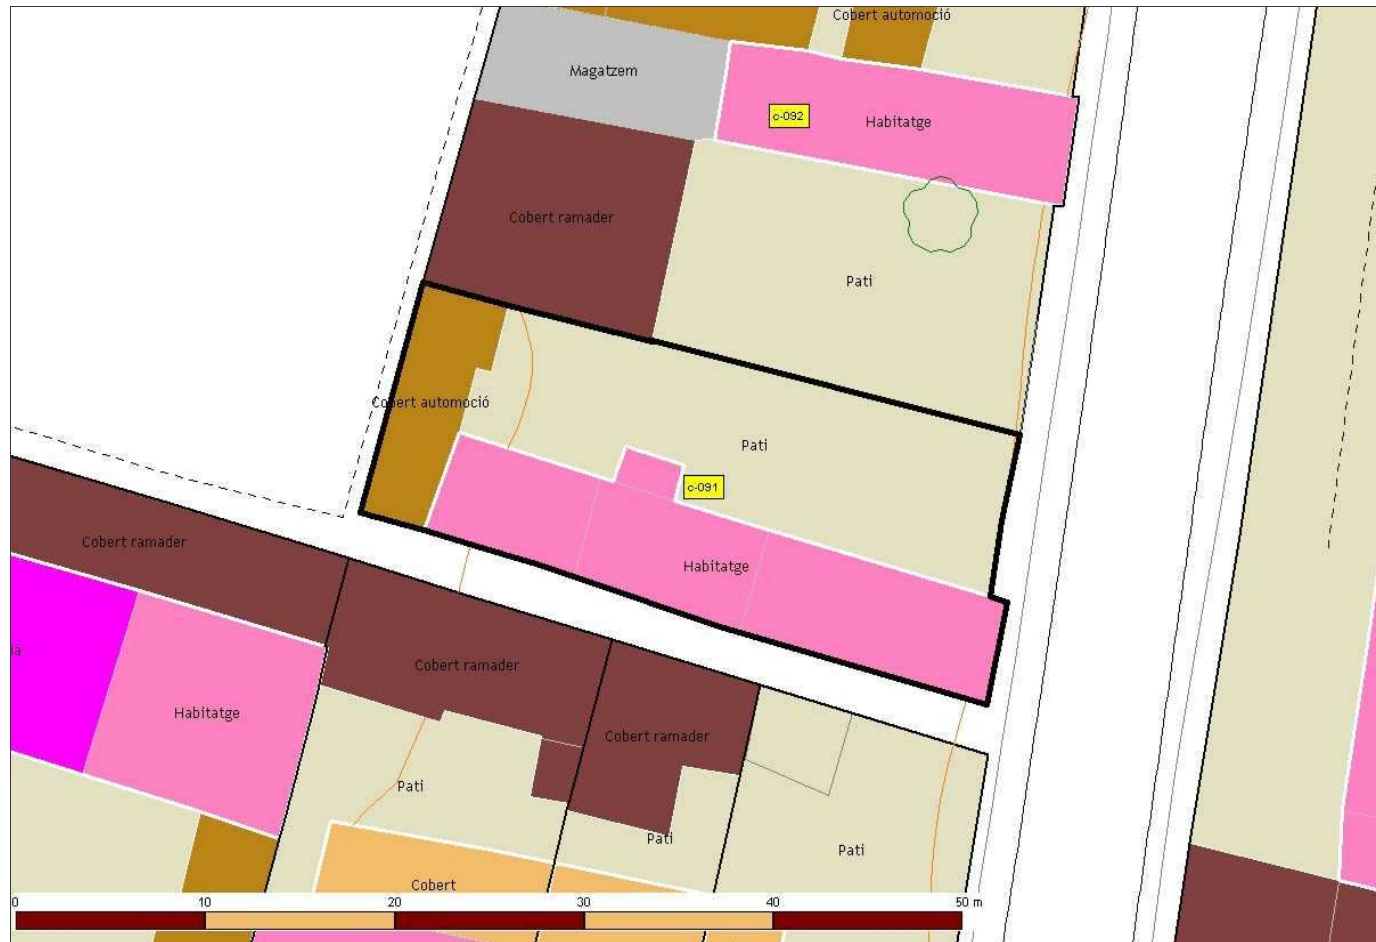 Cobert automoció
Magatzem
c-092
Habitatge
Cobert ramader
Pati
Cobert automoció
Pati
c-091
Cobert ramader
Habitatge
ia
Cobert ramader
Habitatge
Cobert ramader
Pati
Pati
Pati
Cobert
0 10 20 30 40 50 m